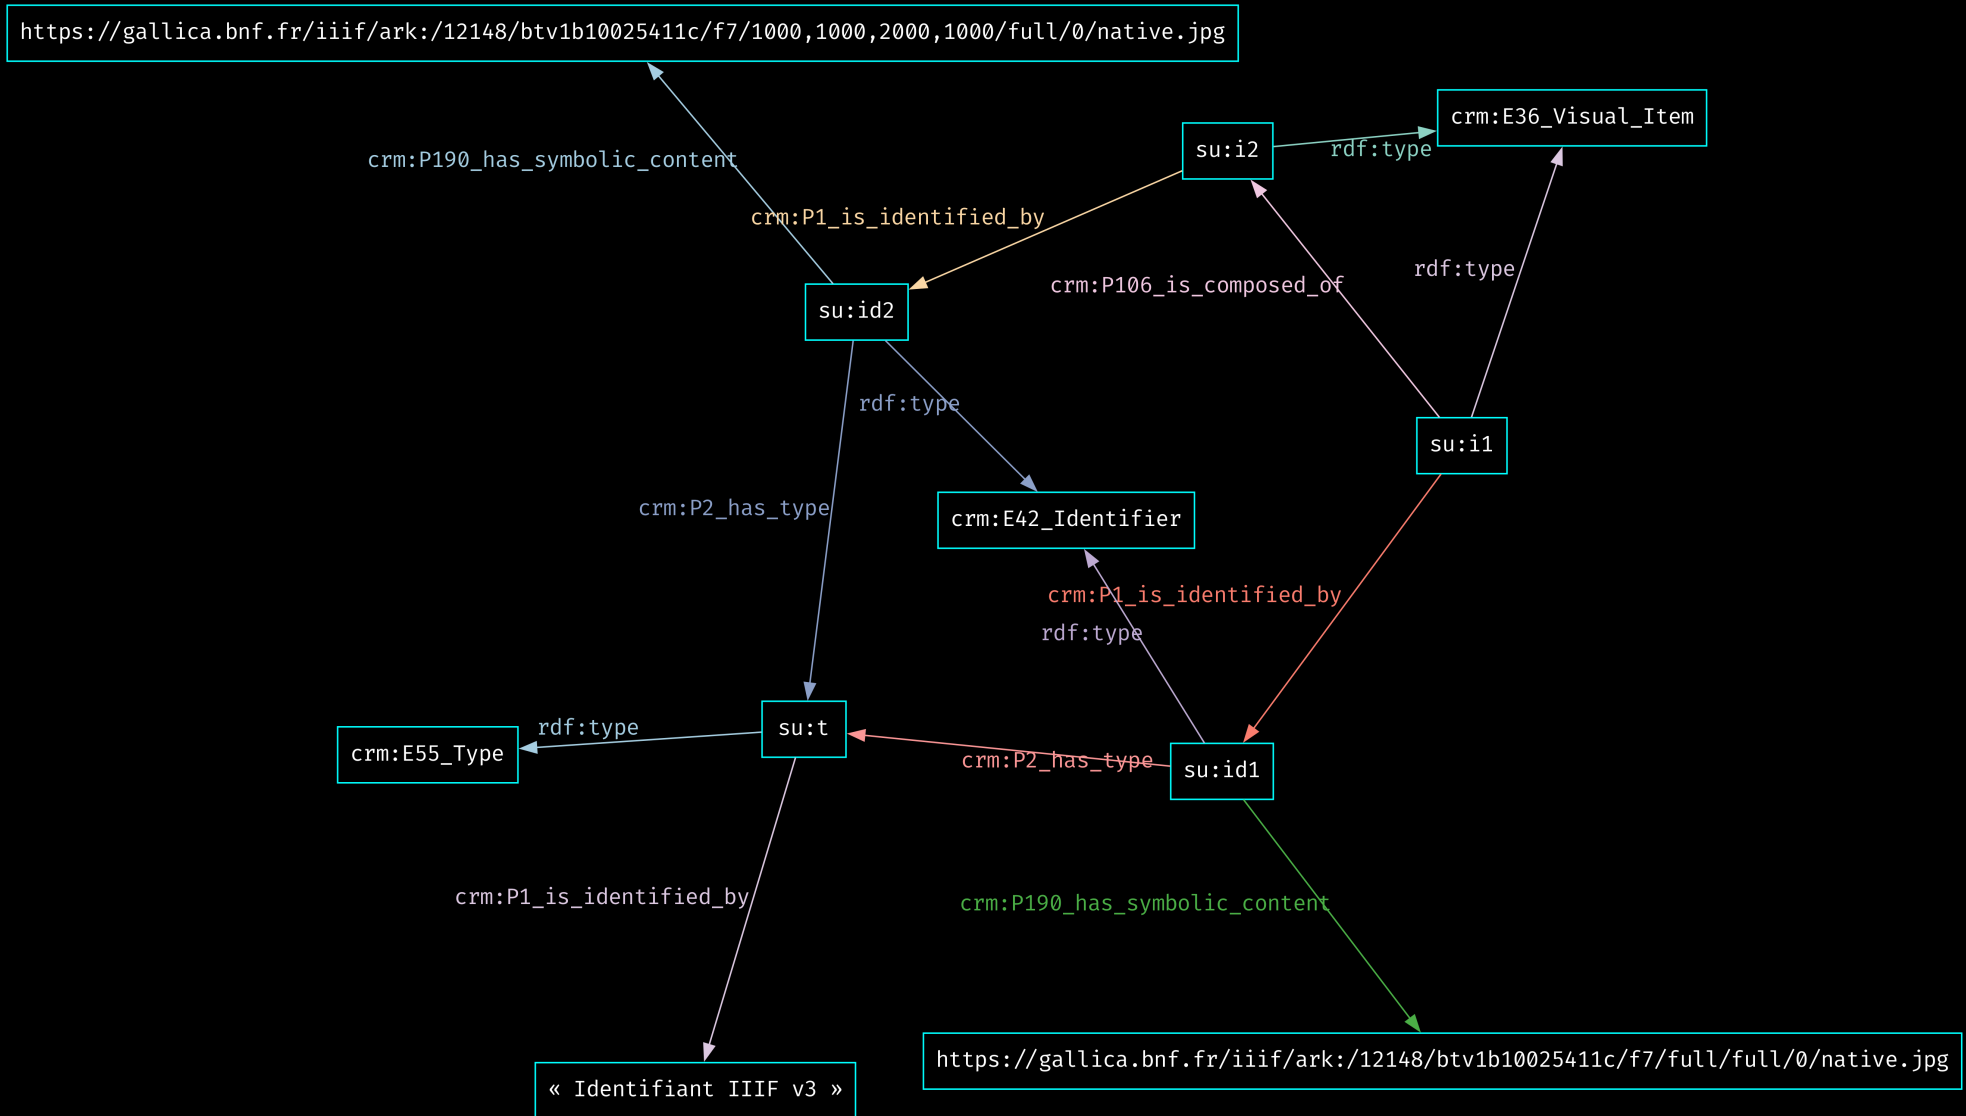 https://gallica.bnf.fr/iiif/ark:/12148/btv1b10025411c/f7/1000,1000,2000,1000/full/0/native.jpg
crm:E36_Visual_Item
su:i2
rdf:type
crm:P190_has_symbolic_content
crm:P1_is_identified_by
rdf:type
crm:P106_is_composed_of
su:id2
rdf:type
su:i1
crm:P2_has_type
crm:E42_Identifier
crm:P1_is_identified_by
rdf:type
su:t
rdf:type
crm:E55_Type
crm:P2_has_type
su:id1
crm:P1_is_identified_by
crm:P190_has_symbolic_content
https://gallica.bnf.fr/iiif/ark:/12148/btv1b10025411c/f7/full/full/0/native.jpg
« Identifiant IIIF v3 »